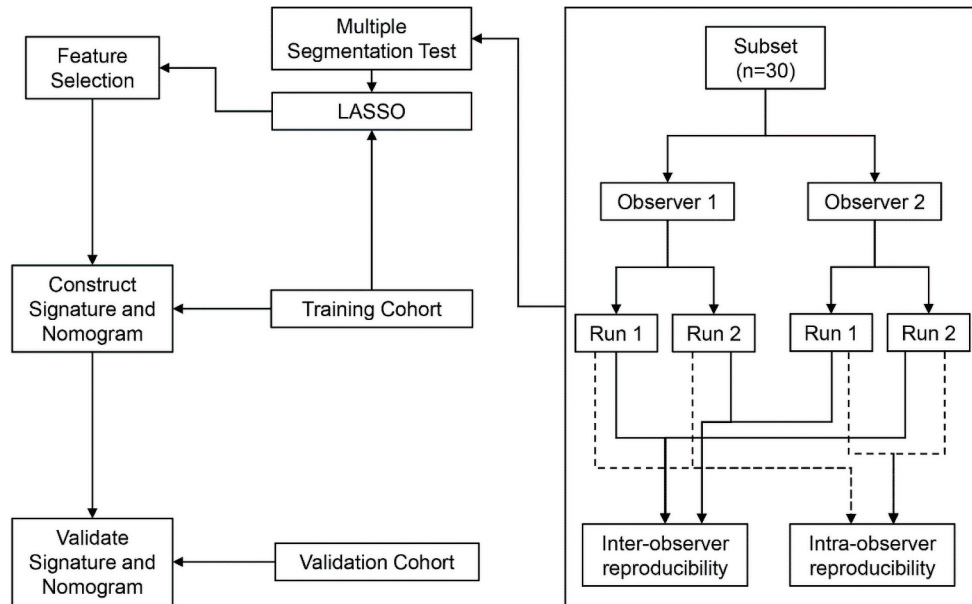 Feature
Selection
Multiple
Segmentation Test
LASSO
Construct
Signature and
Nomogram
Training Cohort
Validate
Signature and
Nomogram
Validation Cohort
Subset
(n=30)
Observer 1
Observer 2
Run 1
Run 2
Run 1
Run 2
Inter-observer
reproducibility
Intra-observer
reproducibility